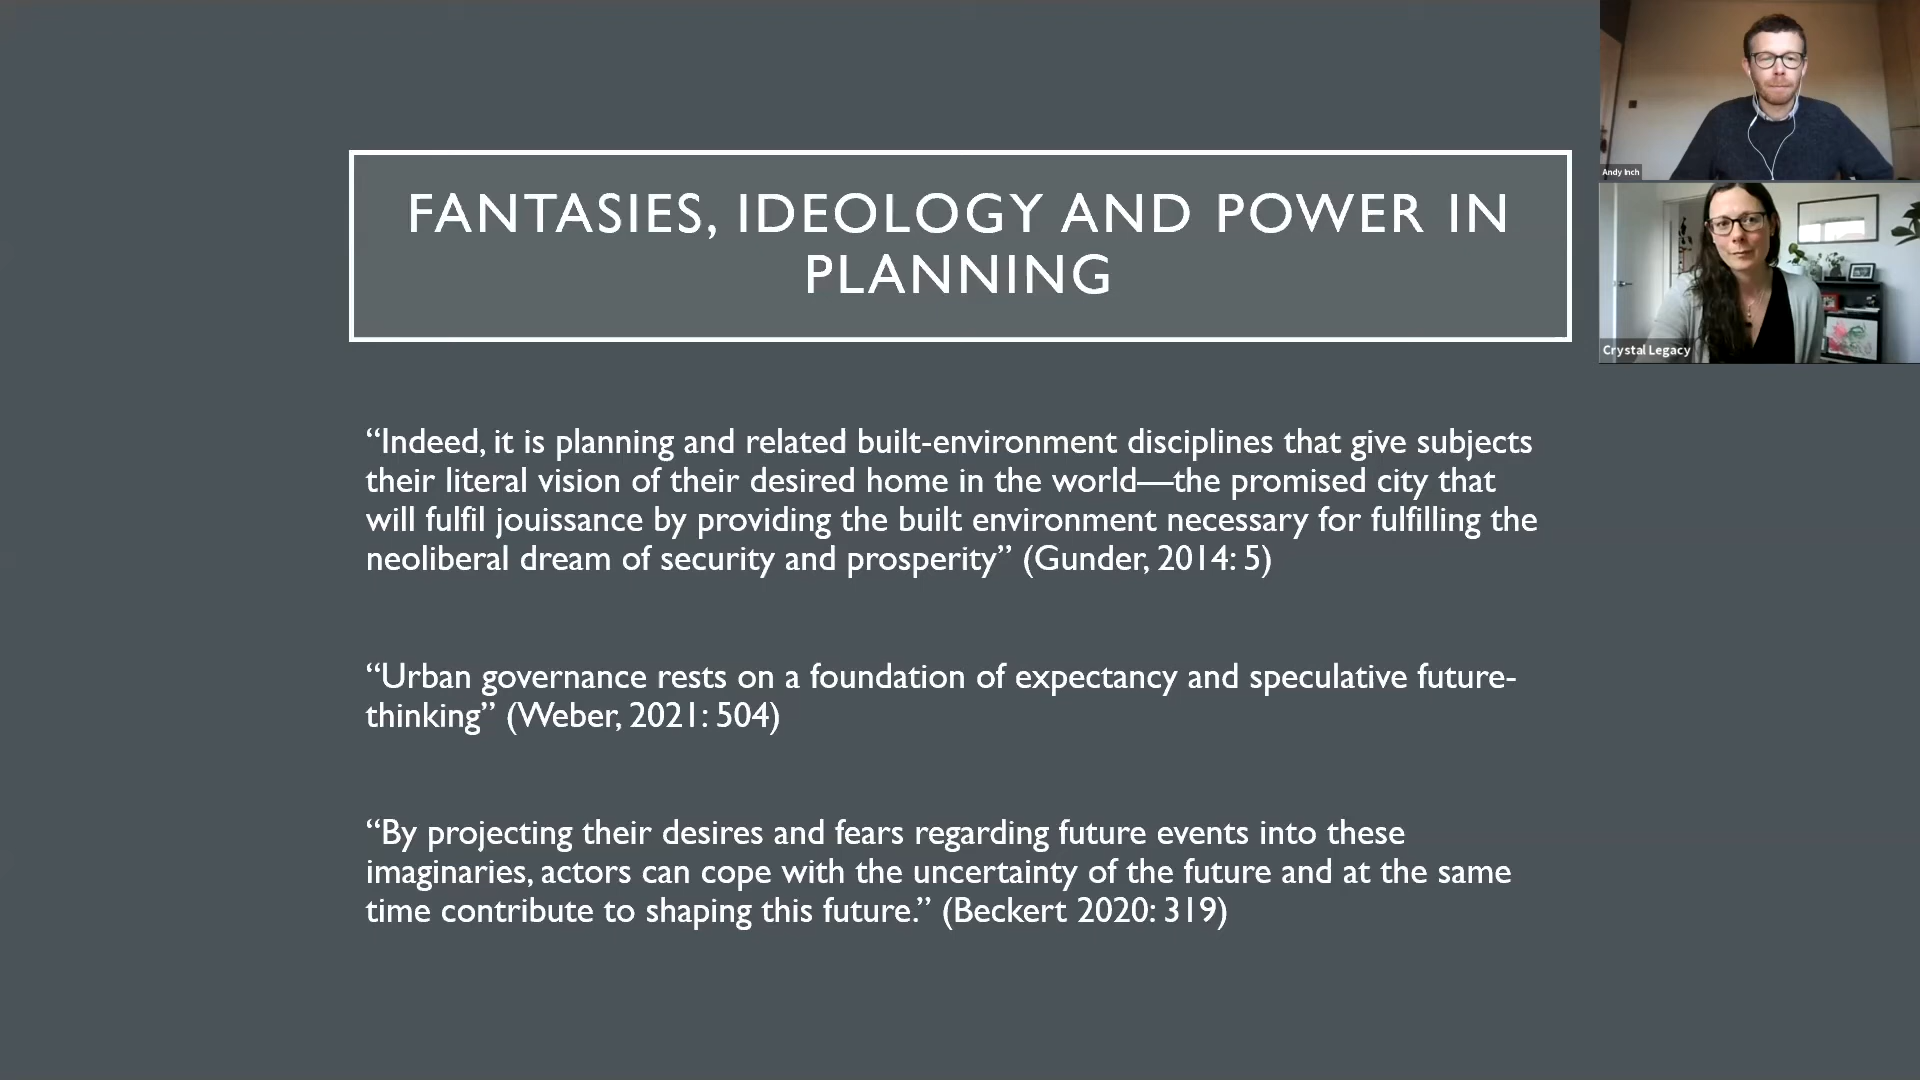 FANTASIES, IDEOLOGY AND POWER IN
PLANNING
“Indeed, it is planning and related built-environment disciplines that give subjects
their literal vision of their desired home in the world—the promised city that
will fulfil jouissance by providing the built environment necessary for fulfilling the
neoliberal dream of security and prosperity” (Gunder, 2014: 5)
“Urban governance rests on a foundation of expectancy and speculative future-
thinking” (Weber, 2021: 504)
“By projecting their desires and fears regarding future events into these
imaginaries, actors can cope with the uncertainty of the future and at the same
time contribute to shaping this future.” (Beckert 2020: 319)
Andy Inch
Crystal Legacy